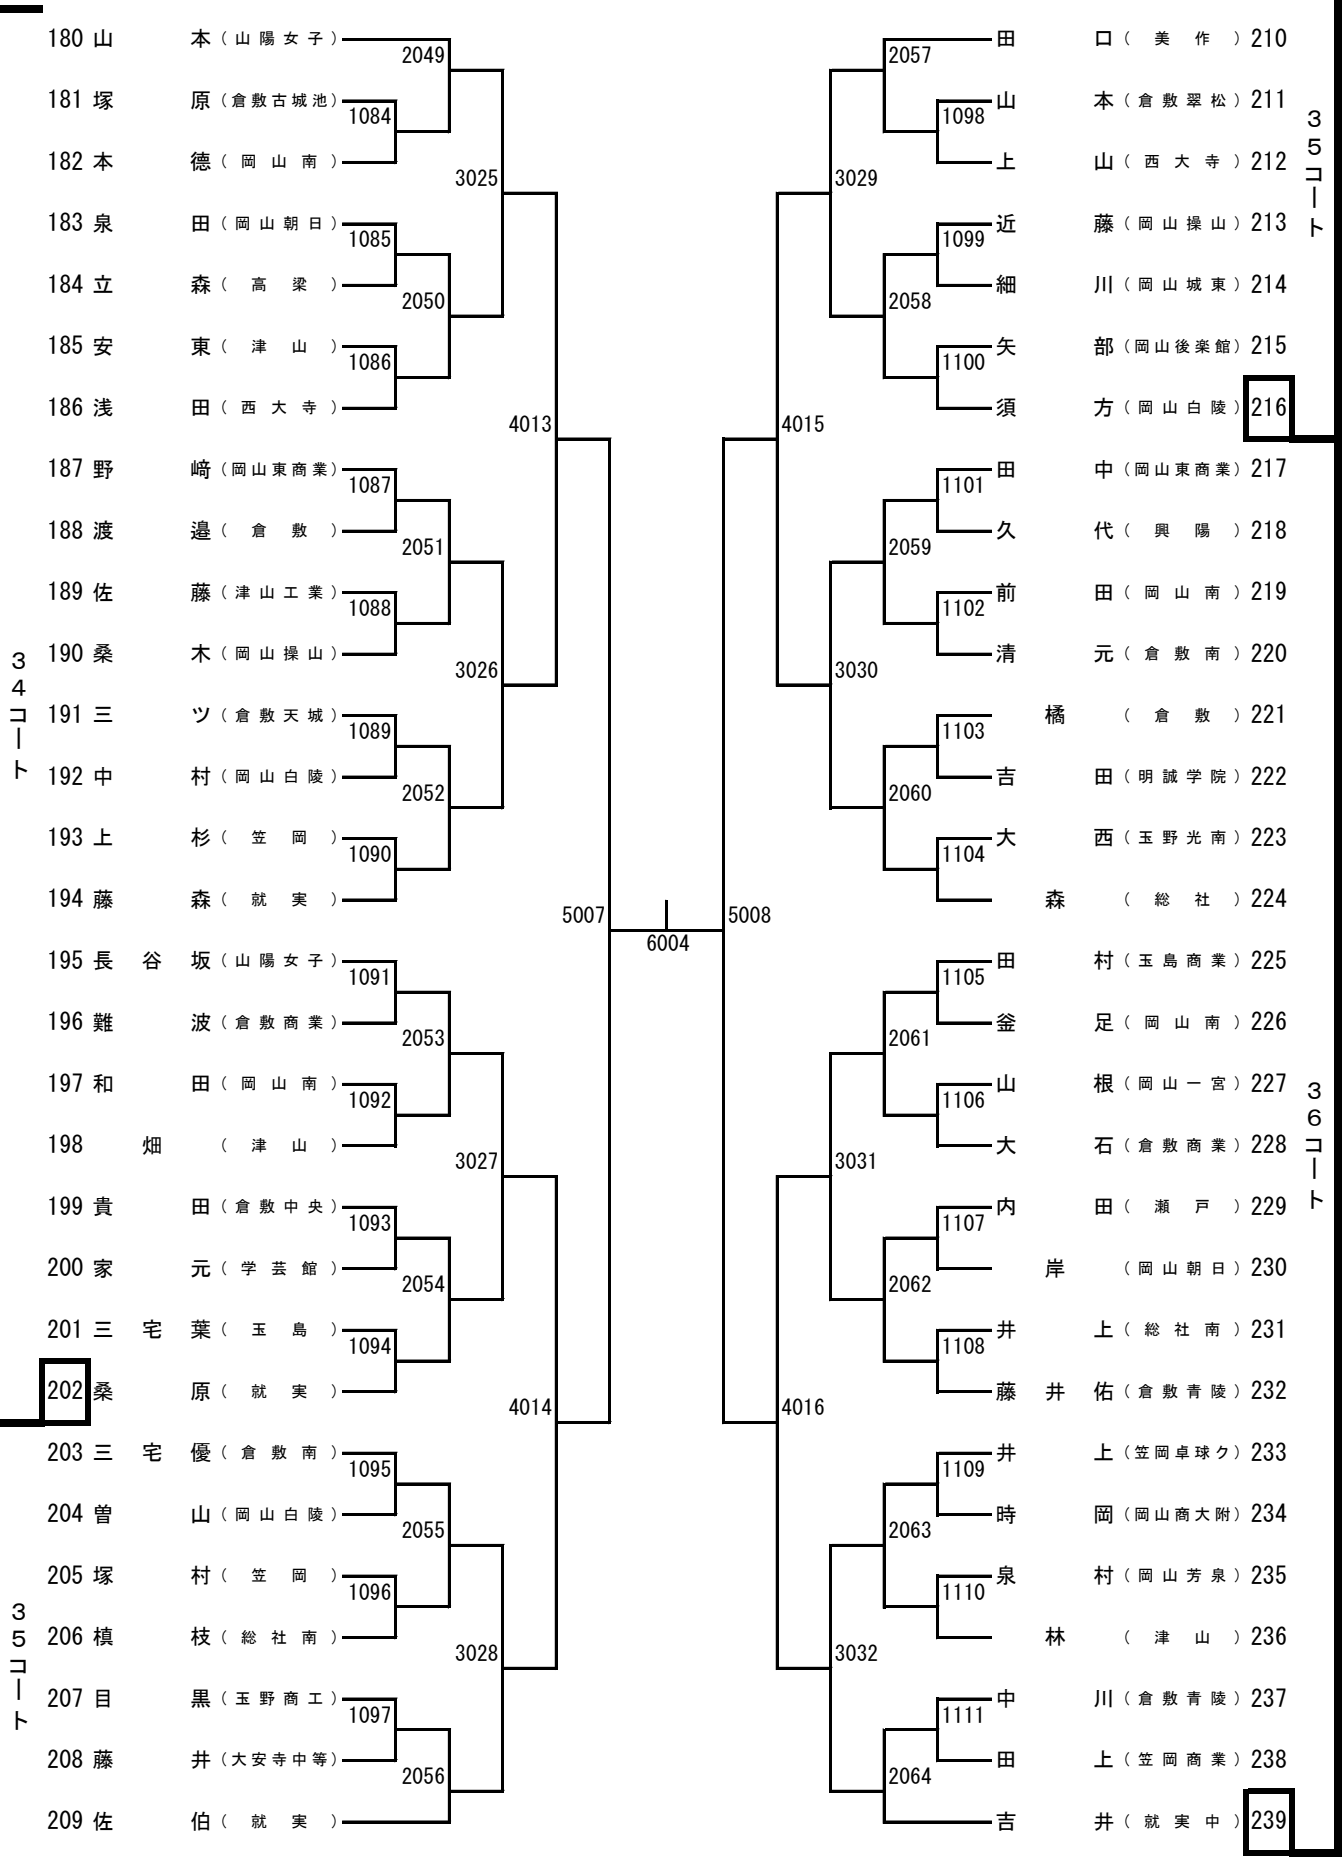 180 山本（山陽女子）
2049
181 塚原（倉敷古城池）
1084
182 本德（岡山南）
3025
183 泉田（岡山朝日）
1085
184 立森（高梁）
2050
185 安東（津山）
1086
186 浅田（西大寺）
4013
187 野﨑（岡山東商業）
1087
188 渡邉（倉敷）
2051
189 佐藤（津山工業）
1088
190 桑木（岡山操山）
3026
191 三ツ（倉敷天城）
1089
192 中村（岡山白陵）
2052
193 上杉（笠岡）
1090
194 藤森（就実）
5007
34コート
195 長谷坂（山陽女子）
1091
196 難波（倉敷商業）
2053
197 和田（岡山南）
1092
198 畑（津山）
3027
199 貴田（倉敷中央）
1093
200 家元（学芸館）
2054
201 三宅葉（玉島）
1094
202 桑原（就実）
4014
203 三宅優（倉敷南）
1095
204 曽山（岡山白陵）
2055
205 塚村（笠岡）
1096
206 槙枝（総社南）
3028
207 目黒（玉野商工）
1097
208 藤井（大安寺中等）
2056
209 佐伯（就実）
35コート
6004
田口（美作）210
2057
山本（倉敷翠松）211
1098
上山（西大寺）212
3029
近藤（岡山操山）213
1099
細川（岡山城東）214
2058
矢部（岡山後楽館）215
1100
須方（岡山白陵）216
35コート
4015
田中（岡山東商業）217
1101
久代（興陽）218
2059
前田（岡山南）219
1102
清元（倉敷南）220
3030
橘（倉敷）221
1103
吉田（明誠学院）222
2060
大西（玉野光南）223
1104
森（総社）224
5008
田村（玉島商業）225
1105
釜足（岡山南）226
2061
山根（岡山一宮）227
1106
大石（倉敷商業）228
3031
内田（瀬戸）229
1107
岸（岡山朝日）230
2062
井上（総社南）231
1108
藤井佑（倉敷青陵）232
36コート
4016
井上（笠岡卓球ク）233
1109
時岡（岡山商大附）234
2063
泉村（岡山芳泉）235
1110
林（津山）236
3032
中川（倉敷青陵）237
1111
田上（笠岡商業）238
2064
吉井（就実中）239